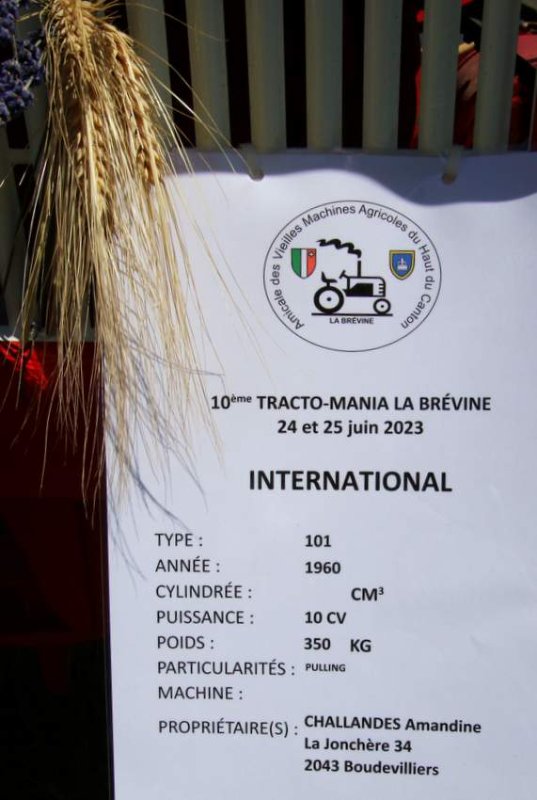 Amicale des Vieilles Machines Agricoles du Haut du Canton
LA BRÉVINE
10ème TRACTO-MANIA LA BRÉVINE
24 et 25 juin 2023
INTERNATIONAL
TYPE : 101
ANNÉE : 1960
CYLINDRÉE : CM³
PUISSANCE : 10 CV
POIDS : 350 KG
PARTICULARITÉS : PULLING
MACHINE :
PROPRIÉTAIRE(S) : CHALLANDES Amandine
La Jonchère 34
2043 Boudevilliers